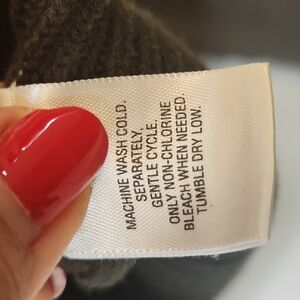 MACHINE WASH COLD.
SEPARATELY.
GENTLE CYCLE.
ONLY NON-CHLORINE
BLEACH WHEN NEEDED.
TUMBLE DRY LOW.